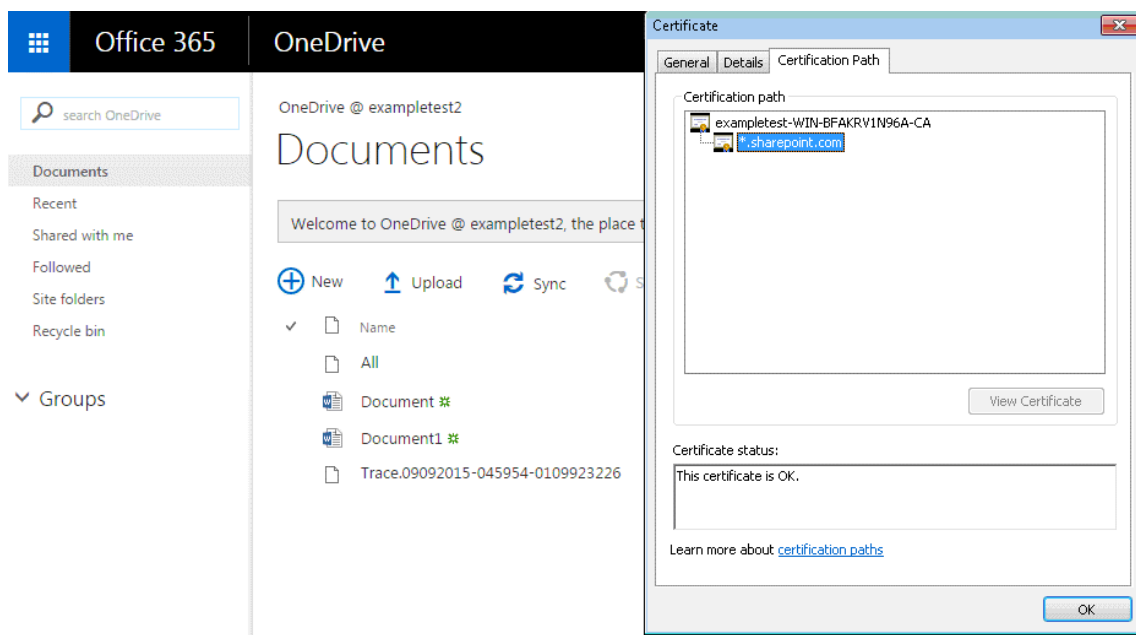 Office 365
OneDrive
search OneDrive
Documents
Recent
Shared with me
Followed
Site folders
Recycle bin
Groups
OneDrive @ exampletest2
Documents
Welcome to OneDrive @ exampletest2, the place t
New Upload Sync S
Name
All
Document
Document1
Trace.09092015-045954-0109923226
Certificate
General Details Certification Path
Certification path
exampletest-WIN-BFAKRV1N96A-CA
*.sharepoint.com
View Certificate
Certificate status:
This certificate is OK.
Learn more about certification paths
OK